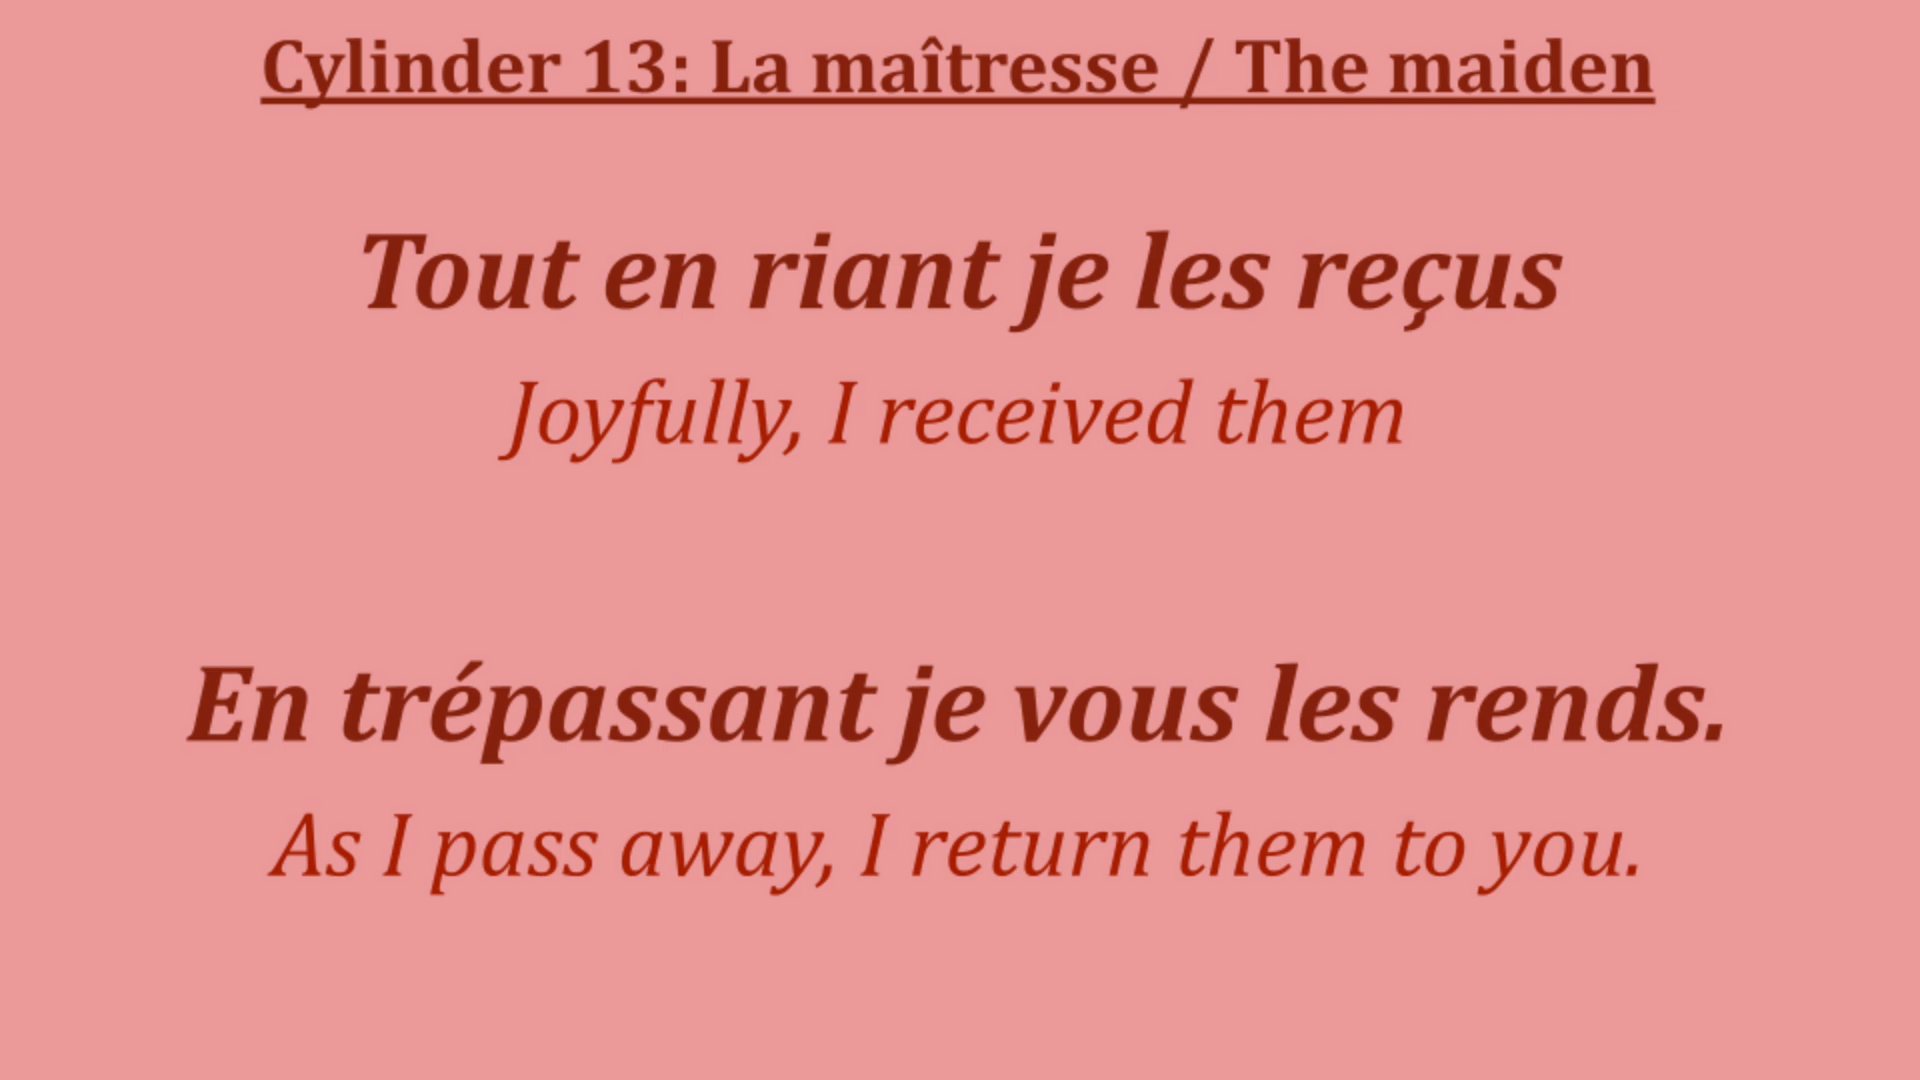 Cylinder 13: La maîtresse / The maiden
Tout en riant je les reçus
Joyfully, I received them
En trépassant je vous les rends.
As I pass away, I return them to you.